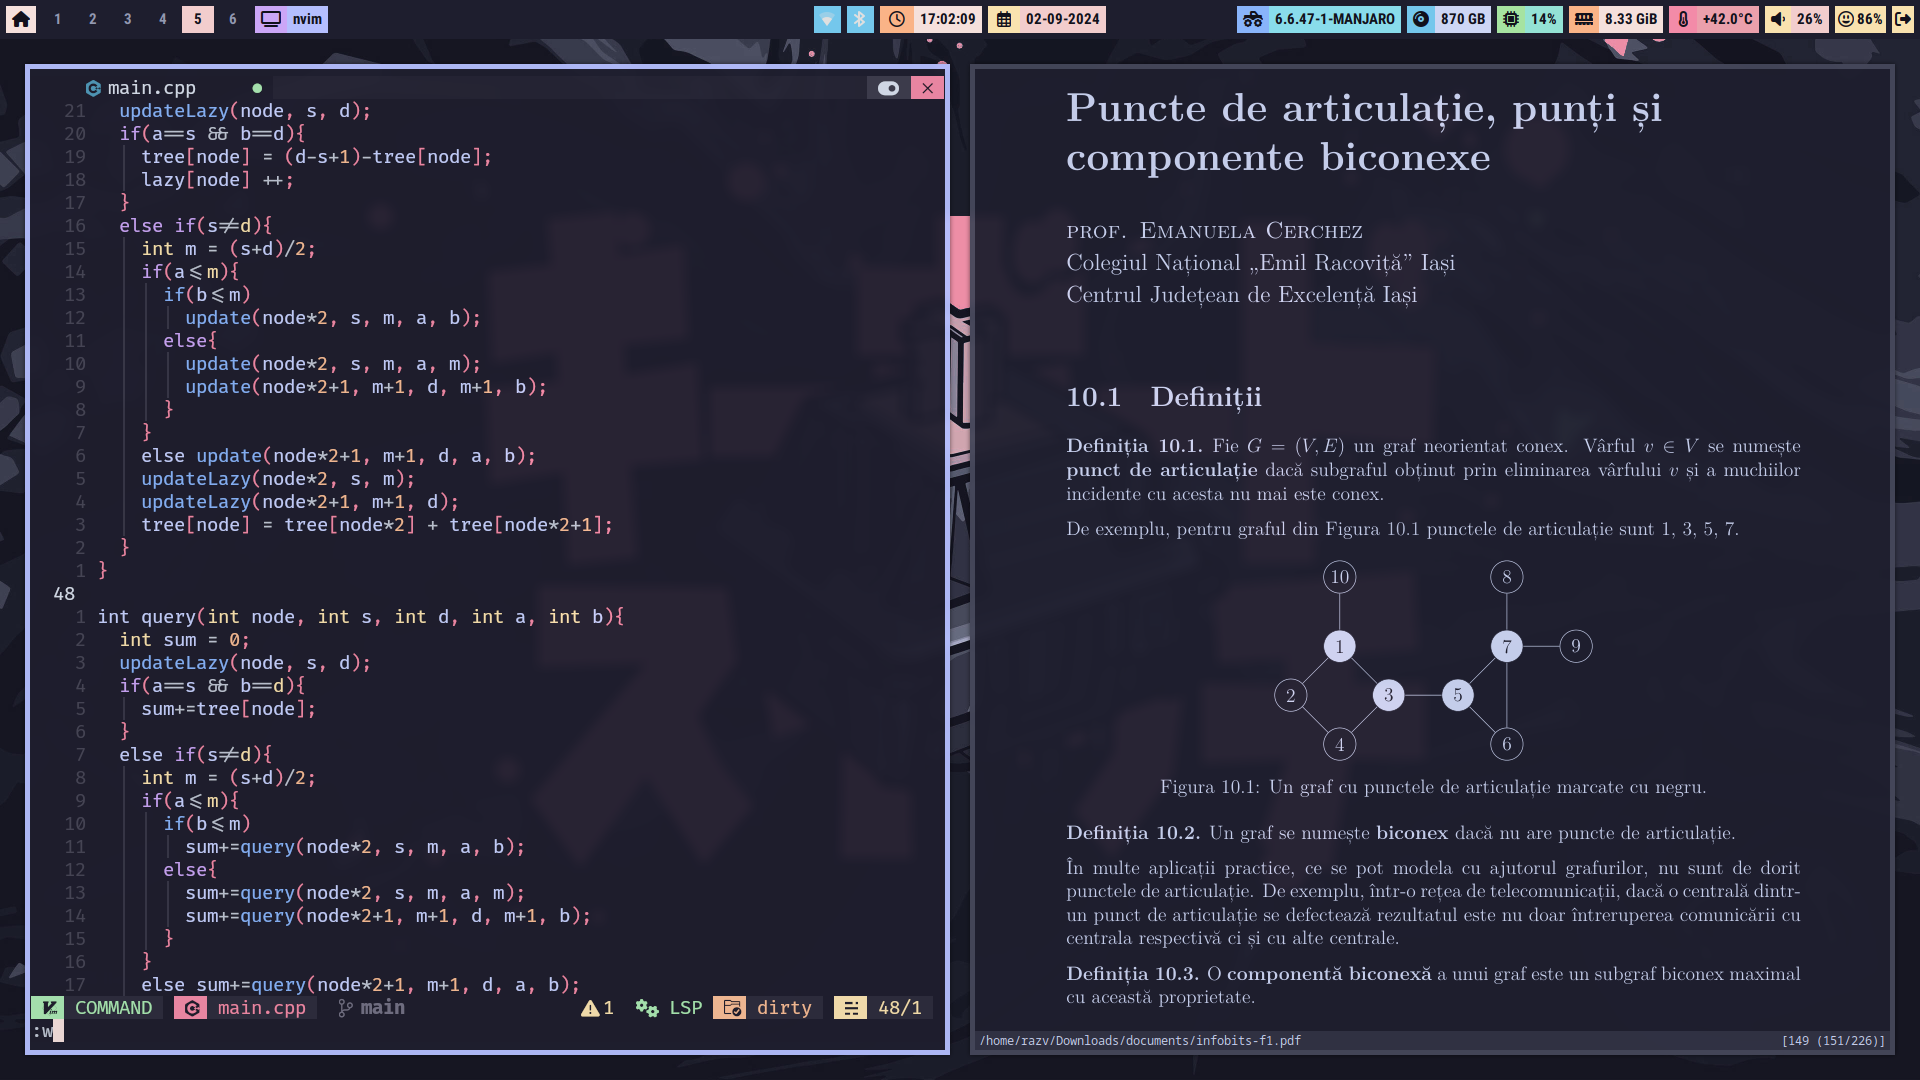 1 2 3 4 5 6 nvim
17:02:09 02-09-2024
6.6.47-1-MANJARO 870 GB 14% 8.33 GiB +42.0°C 26% 86%
main.cpp
21 updateLazy(node, s, d);
20 if(a==s && b==d){
19 tree[node] = (d-s+1)-tree[node];
18 lazy[node] ++;
17 }
16 else if(s!=d){
15 int m = (s+d)/2;
14 if(a<=m){
13 if(b<=m)
12 update(node*2, s, m, a, b);
11 else{
10 update(node*2, s, m, a, m);
9 update(node*2+1, m+1, d, m+1, b);
8 }
7 }
6 else update(node*2+1, m+1, d, a, b);
5 updateLazy(node*2, s, m);
4 updateLazy(node*2+1, m+1, d);
3 tree[node] = tree[node*2] + tree[node*2+1];
2 }
1 }
48
1 int query(int node, int s, int d, int a, int b){
2 int sum = 0;
3 updateLazy(node, s, d);
4 if(a==s && b==d){
5 sum+=tree[node];
6 }
7 else if(s!=d){
8 int m = (s+d)/2;
9 if(a<=m){
10 if(b<=m)
11 sum+=query(node*2, s, m, a, b);
12 else{
13 sum+=query(node*2, s, m, a, m);
14 sum+=query(node*2+1, m+1, d, m+1, b);
15 }
16 }
17 else sum+=query(node*2+1, m+1, d, a, b);
COMMAND main.cpp main 1 LSP dirty 48/1
:w
Puncte de articulație, punți și
componente biconexe
PROF. EMANUELA CERCHEZ
Colegiul Național „Emil Racoviță” Iași
Centrul Județean de Excelență Iași
10.1 Definiții
Definiția 10.1. Fie G = (V, E) un graf neorientat conex. Vârful v ∈ V se numește
punct de articulație dacă subgraful obținut prin eliminarea vârfului v și a muchiilor
incidente cu acesta nu mai este conex.
De exemplu, pentru graful din Figura 10.1 punctele de articulație sunt 1, 3, 5, 7.
10 8
1 7 9
2 3 5
4 6
Figura 10.1: Un graf cu punctele de articulație marcate cu negru.
Definiția 10.2. Un graf se numește biconex dacă nu are puncte de articulație.
În multe aplicații practice, ce se pot modela cu ajutorul grafurilor, nu sunt de dorit
punctele de articulație. De exemplu, într-o rețea de telecomunicații, dacă o centrală dintr-
un punct de articulație se defectează rezultatul este nu doar întreruperea comunicării cu
centrala respectivă ci și cu alte centrale.
Definiția 10.3. O componentă biconexă a unui graf este un subgraf biconex maximal
cu această proprietate.
/home/razv/Downloads/documents/infobits-f1.pdf [149 (151/226)]